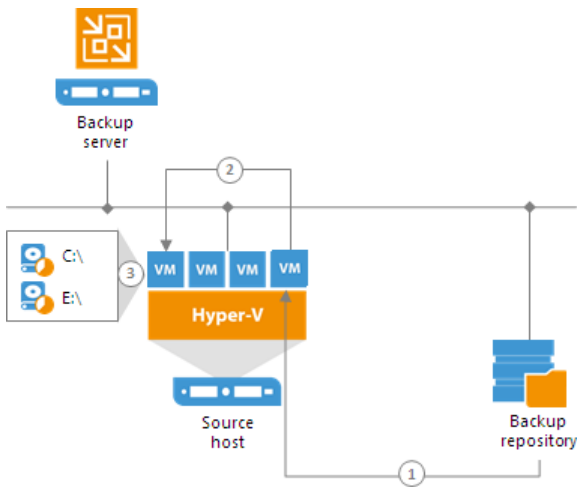 Backup
server
2
C:\
E:\
3
VM
VM
VM
VM
Hyper-V
Source
host
Backup
repository
1